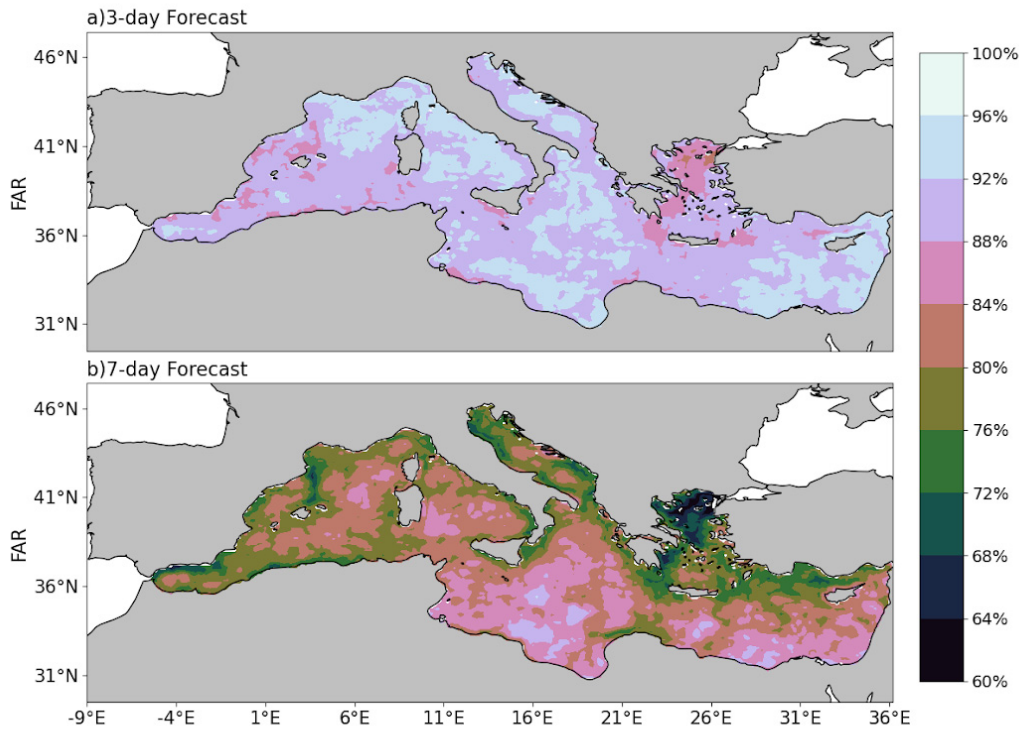 a)3-day Forecast
46°N
41°N
36°N
31°N
FAR
b)7-day Forecast
46°N
41°N
36°N
31°N
FAR
-9°E -4°E 1°E 6°E 11°E 16°E 21°E 26°E 31°E 36°E
100%
96%
92%
88%
84%
80%
76%
72%
68%
64%
60%